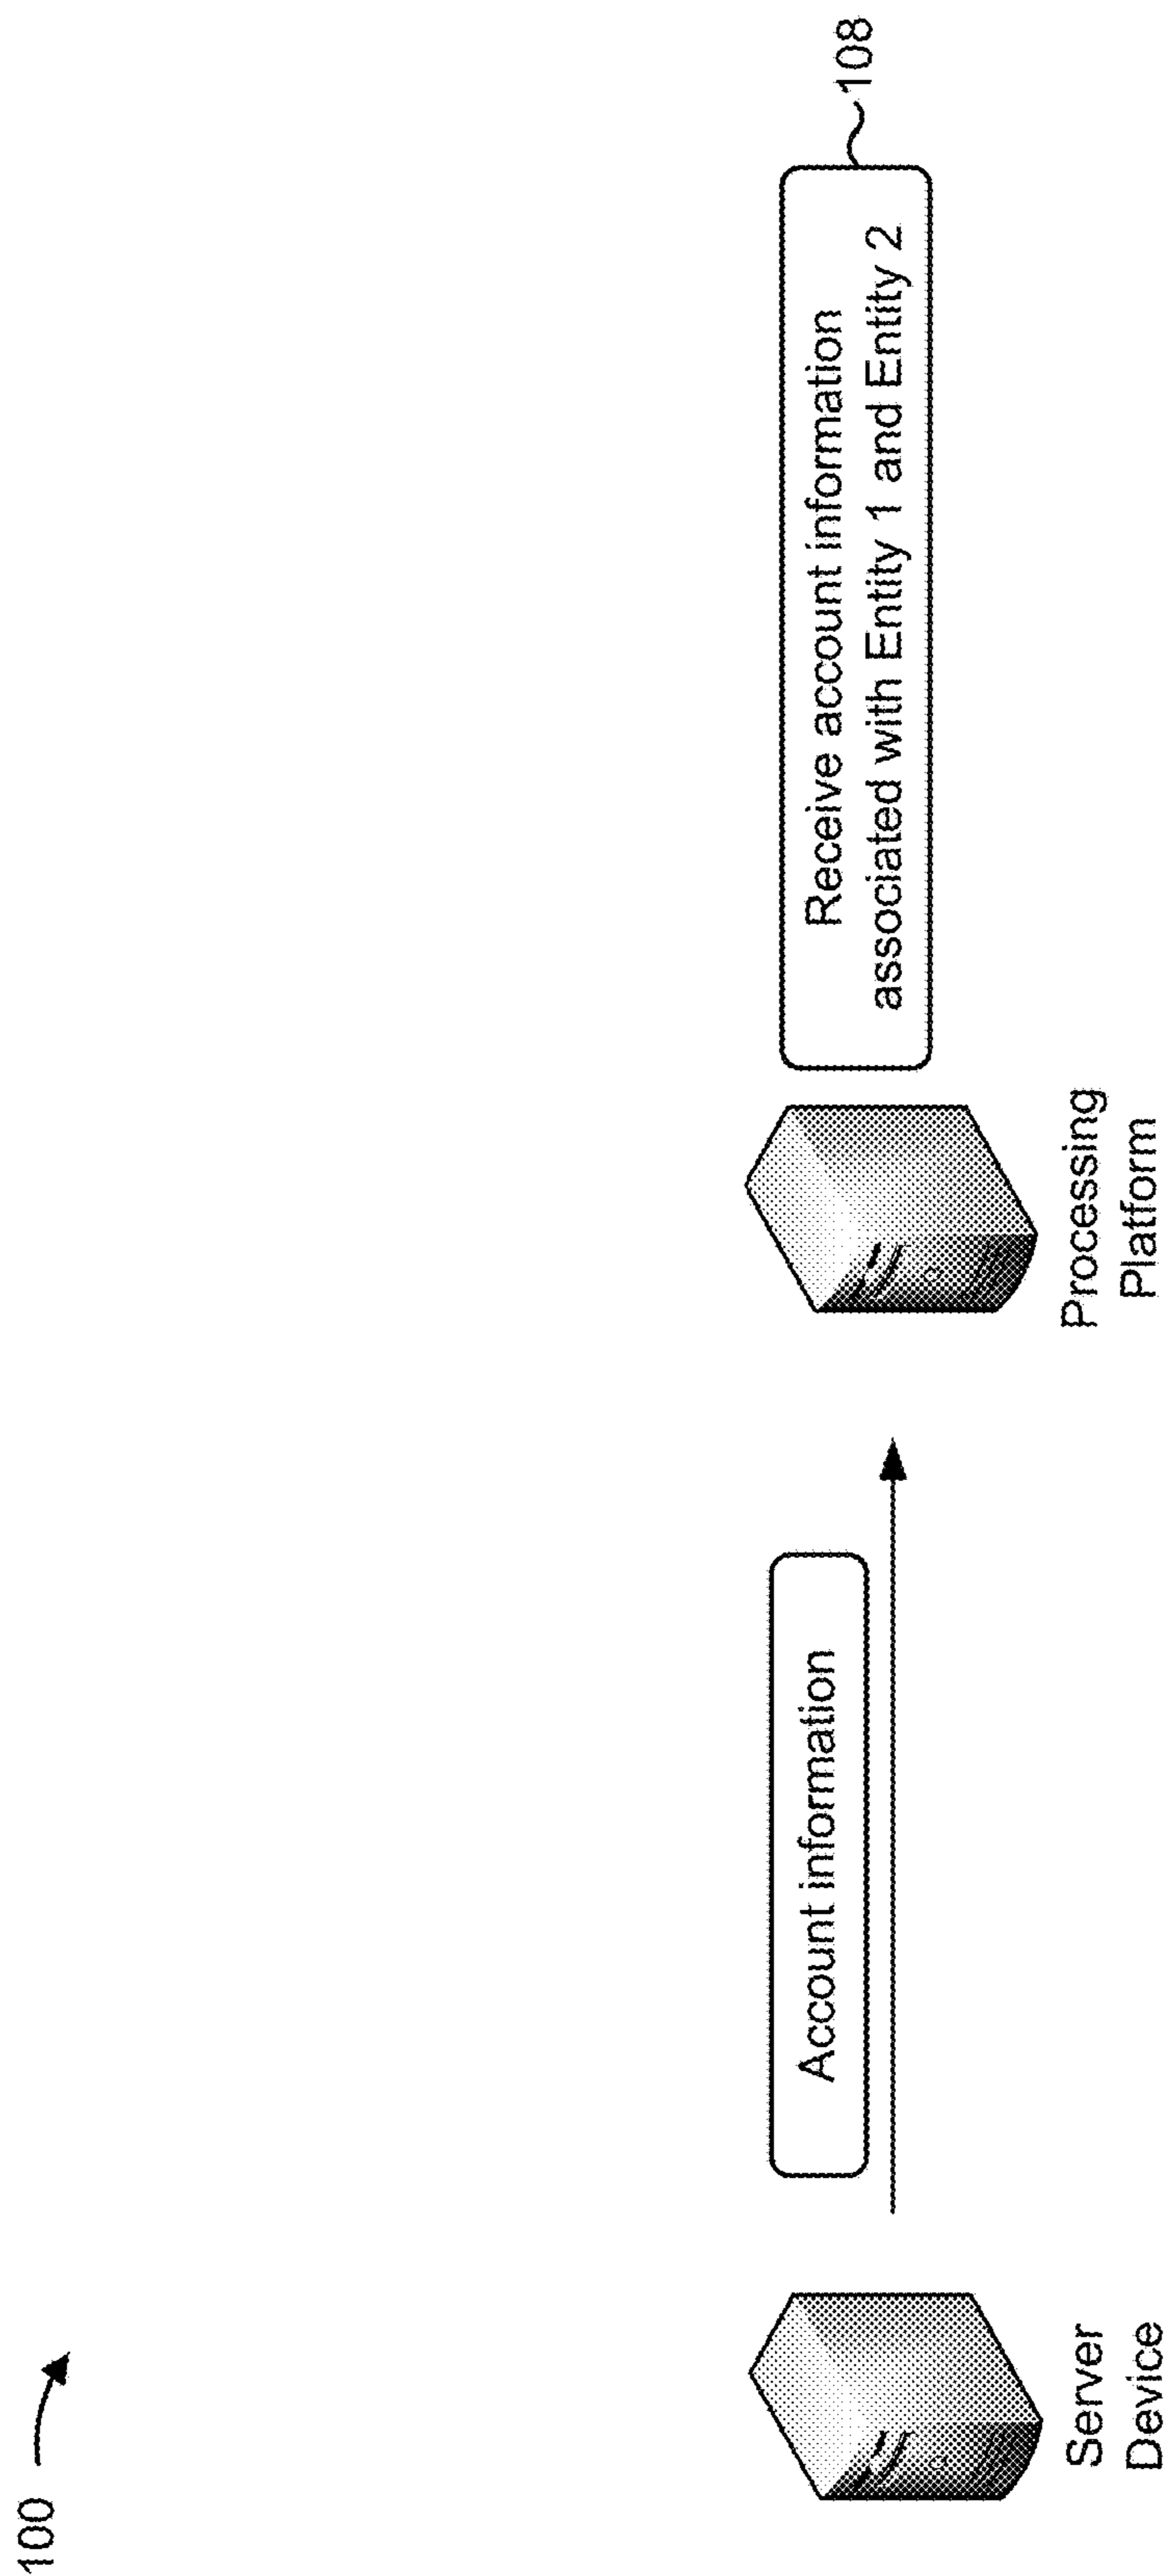 100
Account information
Receive account information
associated with Entity 1 and Entity 2
108
Server
Device
Processing
Platform